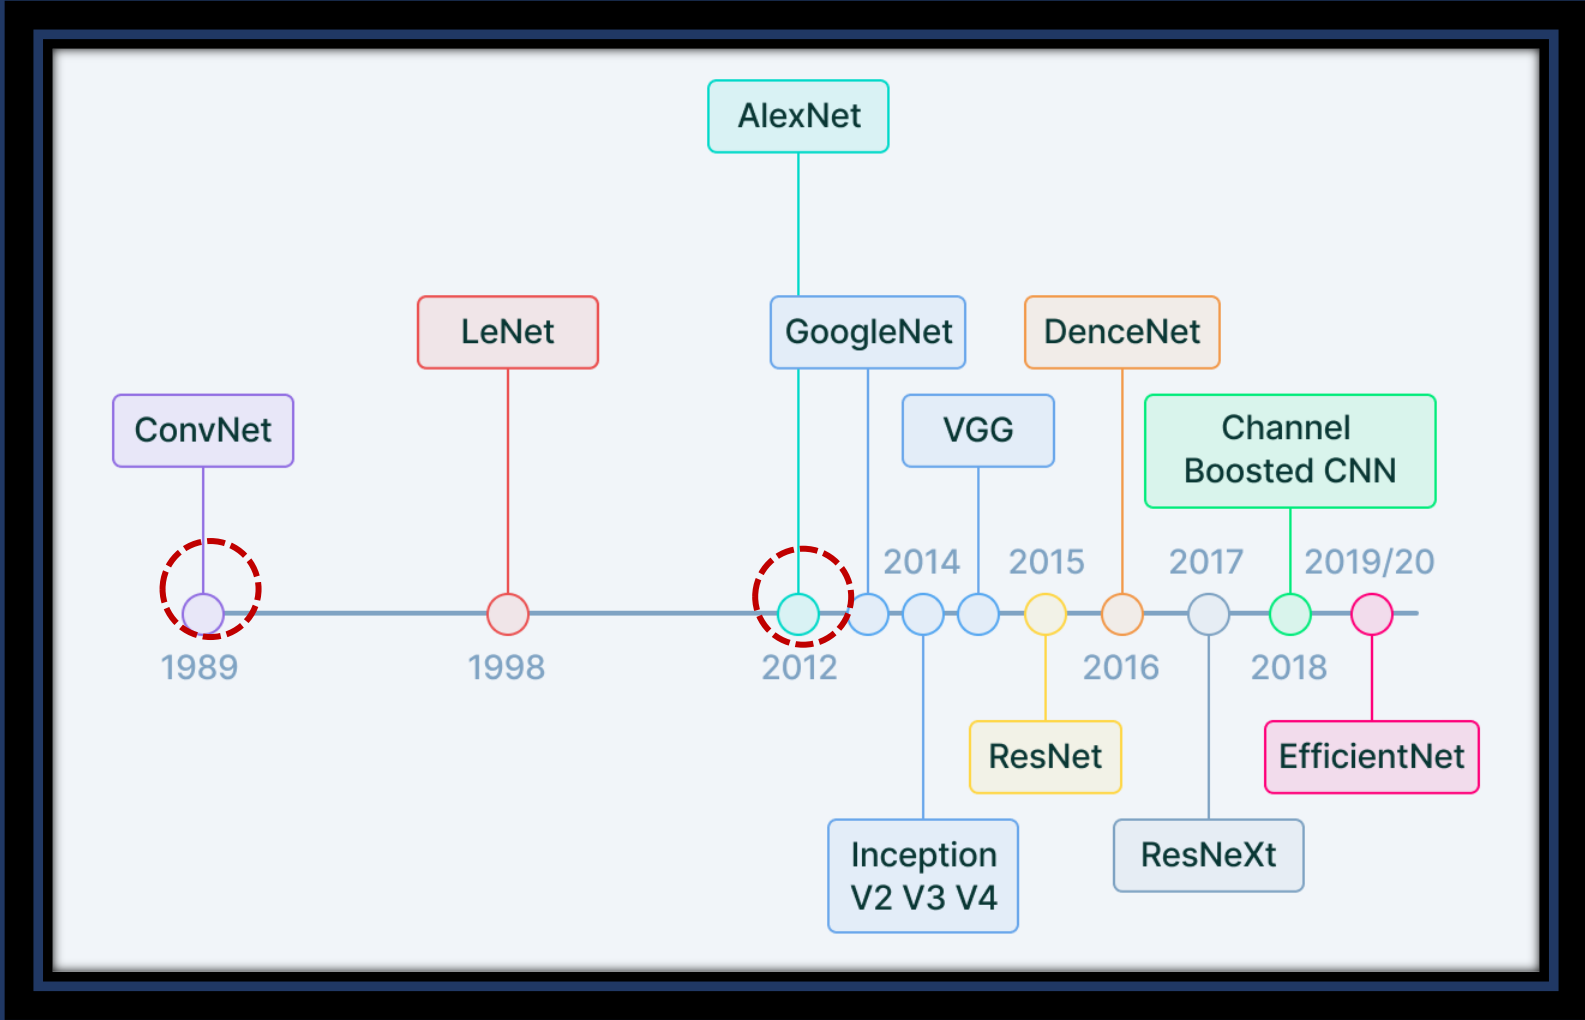 AlexNet
LeNet
GoogleNet
DenceNet
ConvNet
VGG
Channel
Boosted CNN
2014
2015
2017
2019/20
1989
1998
2012
2016
2018
ResNet
EfficientNet
Inception
V2 V3 V4
ResNeXt